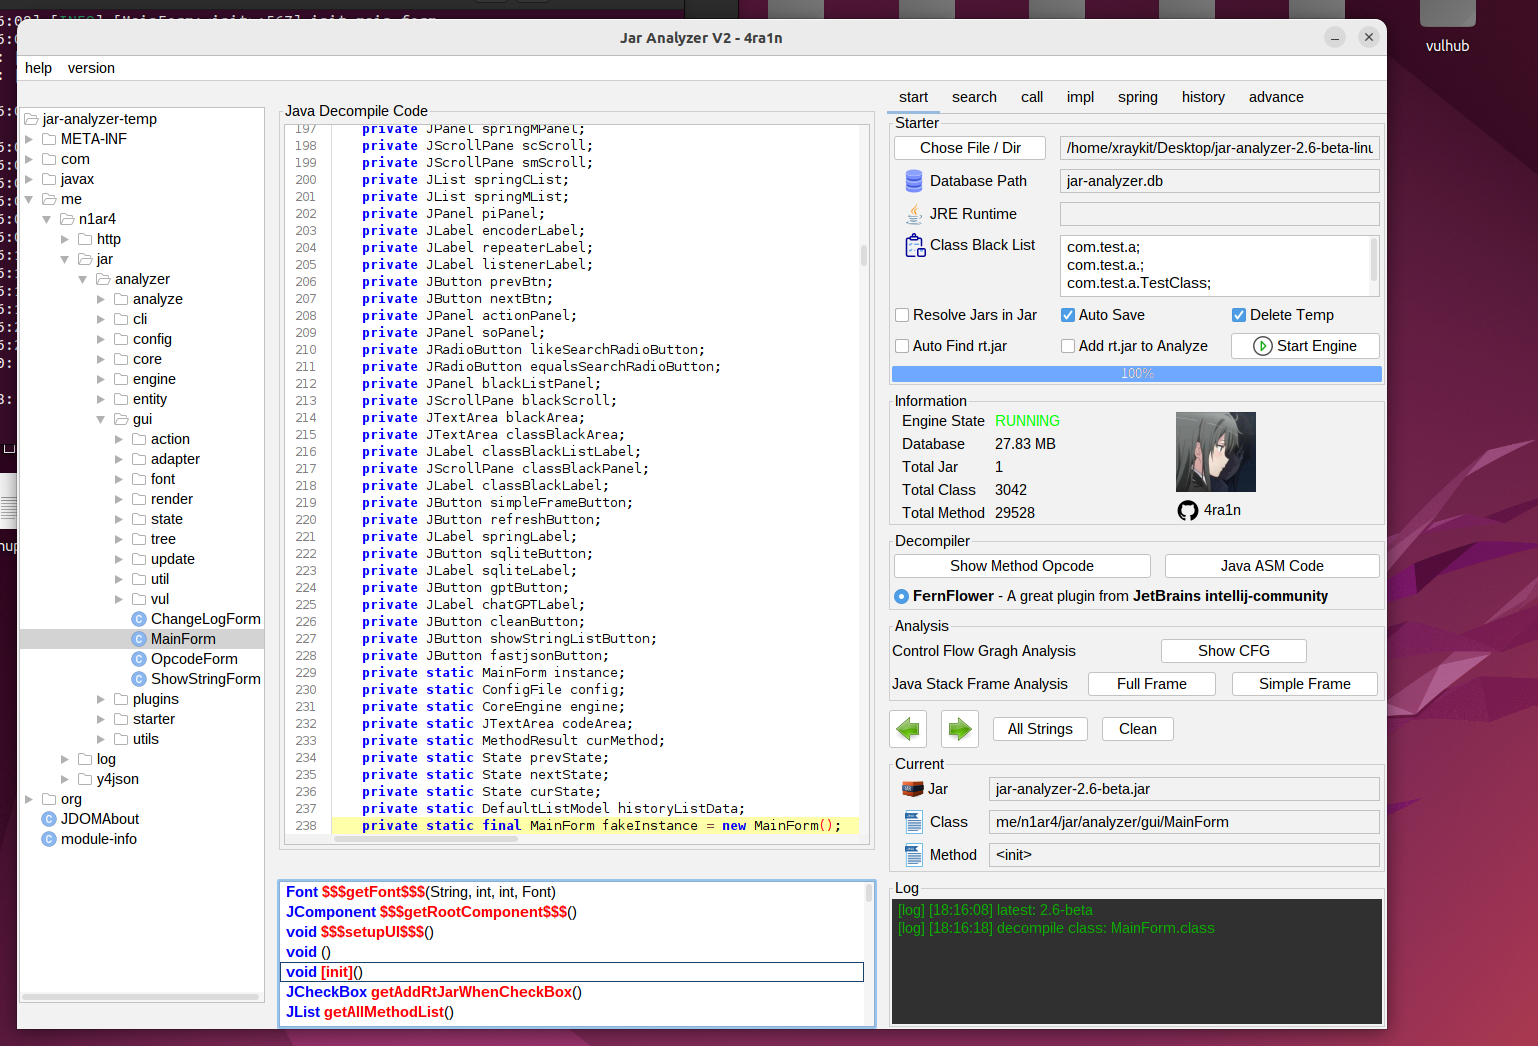 Jar Analyzer V2 - 4ra1n
vulhub
help version
jar-analyzer-temp
META-INF
com
javax
me
n1ar4
http
jar
analyzer
analyze
cli
config
core
engine
entity
gui
action
adapter
font
render
state
tree
update
util
vul
ChangeLogForm
MainForm
OpcodeForm
ShowStringForm
plugins
starter
utils
log
y4json
org
JDOMAbout
module-info
Java Decompile Code
197 private JPanel springMPanel;
198 private JScrollPane scScroll;
199 private JScrollPane smScroll;
200 private JList springCList;
201 private JList springMList;
202 private JPanel piPanel;
203 private JLabel encoderLabel;
204 private JLabel repeaterLabel;
205 private JLabel listenerLabel;
206 private JButton prevBtn;
207 private JButton nextBtn;
208 private JPanel actionPanel;
209 private JPanel soPanel;
210 private JRadioButton likeSearchRadioButton;
211 private JRadioButton equalsSearchRadioButton;
212 private JPanel blackListPanel;
213 private JScrollPane blackScroll;
214 private JTextArea blackArea;
215 private JTextArea classBlackArea;
216 private JLabel classBlackListLabel;
217 private JScrollPane classBlackPanel;
218 private JLabel classBlackLabel;
219 private JButton simpleFrameButton;
220 private JButton refreshButton;
221 private JLabel springLabel;
222 private JButton sqliteButton;
223 private JLabel sqliteLabel;
224 private JButton gptButton;
225 private JLabel chatGPTLabel;
226 private JButton cleanButton;
227 private JButton showStringListButton;
228 private JButton fastjsonButton;
229 private static MainForm instance;
230 private static ConfigFile config;
231 private static CoreEngine engine;
232 private static JTextArea codeArea;
233 private static MethodResult curMethod;
234 private static State prevState;
235 private static State nextState;
236 private static State curState;
237 private static DefaultListModel historyListData;
238 private static final MainForm fakeInstance = new MainForm();
Font $$$getFont$$$(String, int, int, Font)
JComponent $$$getRootComponent$$$()
void $$$setupUI$$$()
void ()
void [init]()
JCheckBox getAddRtJarWhenCheckBox()
JList getAllMethodList()
start search call impl spring history advance
Starter
Chose File / Dir /home/xraykit/Desktop/jar-analyzer-2.6-beta-linu
Database Path jar-analyzer.db
JRE Runtime
Class Black List com.test.a;
com.test.a.;
com.test.a.TestClass;
Resolve Jars in Jar Auto Save Delete Temp
Auto Find rt.jar Add rt.jar to Analyze Start Engine
100%
Information
Engine State RUNNING
Database 27.83 MB
Total Jar 1
Total Class 3042
Total Method 29528
4ra1n
Decompiler
Show Method Opcode Java ASM Code
FernFlower - A great plugin from JetBrains intellij-community
Analysis
Control Flow Gragh Analysis Show CFG
Java Stack Frame Analysis Full Frame Simple Frame
All Strings Clean
Current
Jar jar-analyzer-2.6-beta.jar
Class me/n1ar4/jar/analyzer/gui/MainForm
Method <init>
Log
[log] [18:16:08] latest: 2.6-beta
[log] [18:16:18] decompile class: MainForm.class